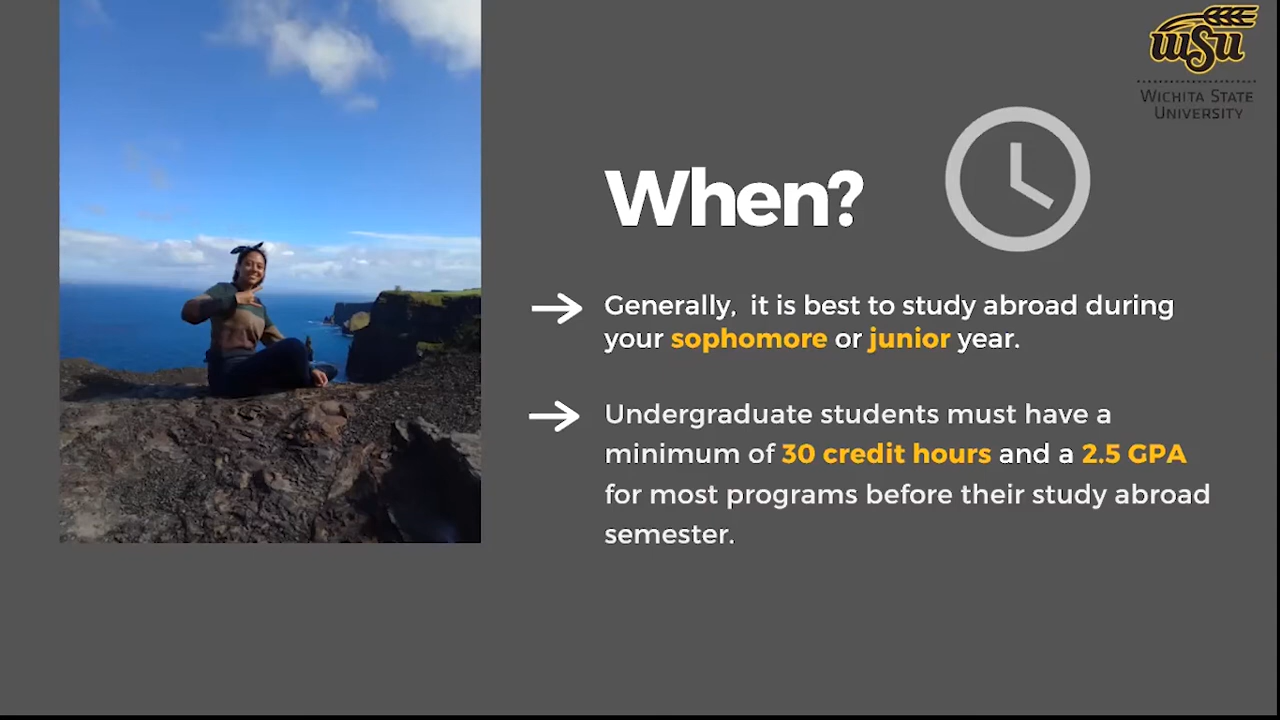 WSU
WICHITA STATE
UNIVERSITY
When?
Generally,  it is best to study abroad during
your sophomore or junior year.
Undergraduate students must have a
minimum of 30 credit hours and a 2.5 GPA
for most programs before their study abroad
semester.